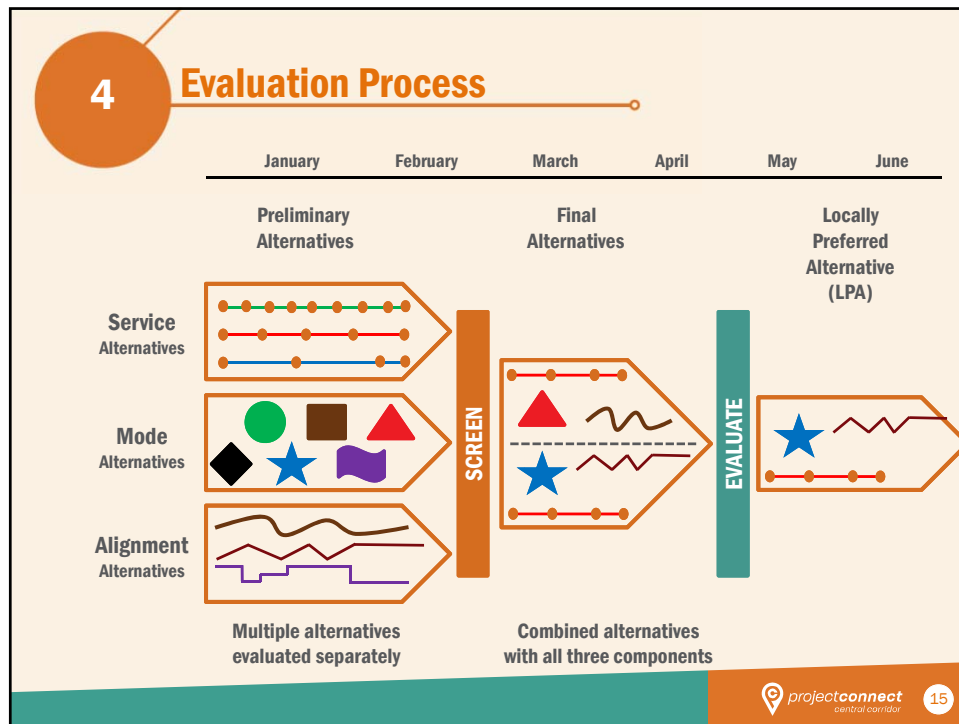 4
Evaluation Process
January February March April May June
Preliminary
Alternatives
Final
Alternatives
Locally
Preferred
Alternative
(LPA)
Service
Alternatives
Mode
Alternatives
Alignment
Alternatives
SCREEN
EVALUATE
Multiple alternatives
evaluated separately
Combined alternatives
with all three components
projectconnect
central corridor
15